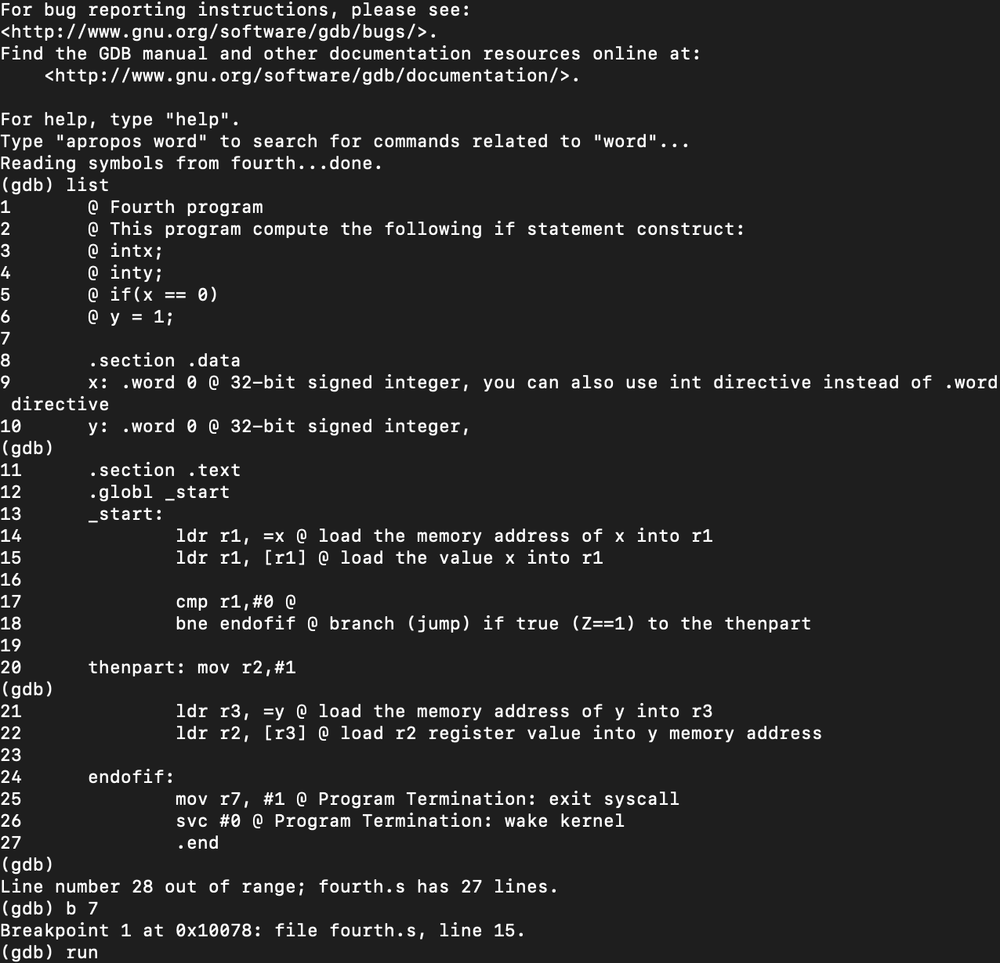 For bug reporting instructions, please see:
<http://www.gnu.org/software/gdb/bugs/>.
Find the GDB manual and other documentation resources online at:
    <http://www.gnu.org/software/gdb/documentation/>.

For help, type "help".
Type "apropos word" to search for commands related to "word"...
Reading symbols from fourth...done.
(gdb) list
1       @ Fourth program
2       @ This program compute the following if statement construct:
3       @ intx;
4       @ inty;
5       @ if(x == 0)
6       @ y = 1;
7
8       .section .data
9       x: .word 0 @ 32-bit signed integer, you can also use int directive instead of .word
 directive
10      y: .word 0 @ 32-bit signed integer,
(gdb)
11      .section .text
12      .globl _start
13      _start:
14              ldr r1, =x @ load the memory address of x into r1
15              ldr r1, [r1] @ load the value x into r1
16
17              cmp r1,#0 @
18              bne endofif @ branch (jump) if true (Z==1) to the thenpart
19
20      thenpart: mov r2,#1
(gdb)
21              ldr r3, =y @ load the memory address of y into r3
22              ldr r2, [r3] @ load r2 register value into y memory address
23
24      endofif:
25              mov r7, #1 @ Program Termination: exit syscall
26              svc #0 @ Program Termination: wake kernel
27              .end
(gdb)
Line number 28 out of range; fourth.s has 27 lines.
(gdb) b 7
Breakpoint 1 at 0x10078: file fourth.s, line 15.
(gdb) run